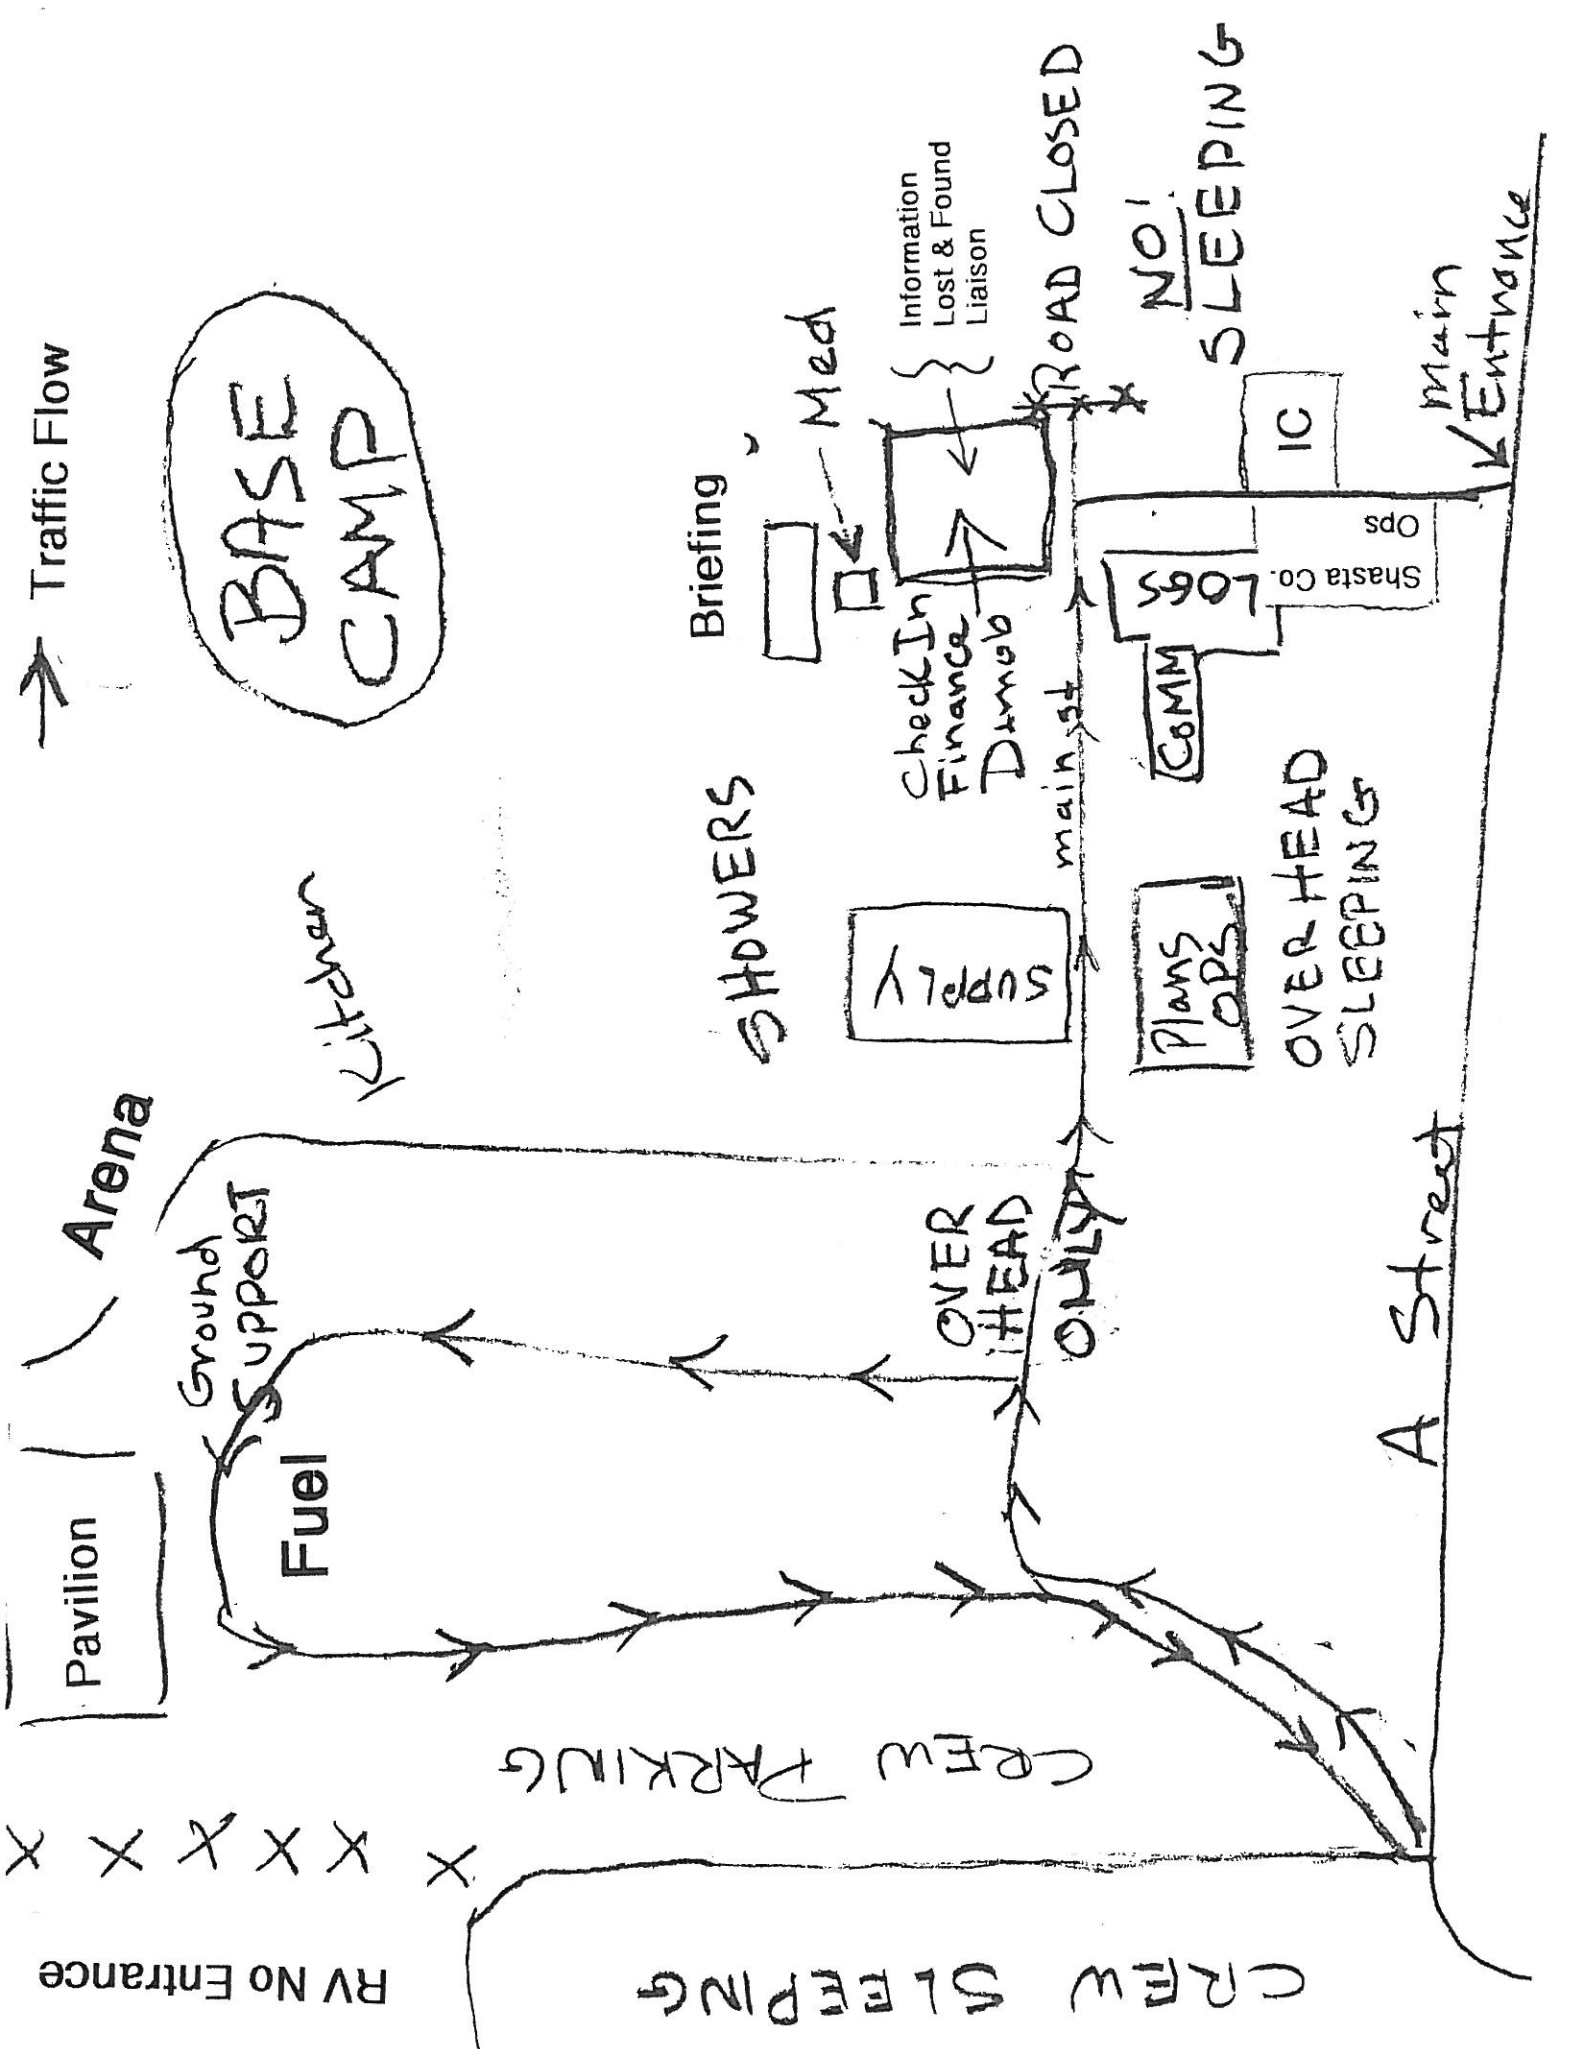 Traffic Flow
BASE
CAMP
Arena
Pavilion
Ground
SUPPORT
Fuel
Kitchen
RV No Entrance
CREW SLEEPING
CREW PARKING
SHOWERS
Briefing
Med
Information
Lost & Found
Liaison
Check In
Finance
Dmob
SUPPLY
OVER
HEAD
ONLY
main st
ROAD CLOSED
NO!
SLEEPING
Plans
OPS
COMM
LOGS
Shasta Co.
Ops
IC
OVER HEAD
SLEEPING
A Street
main
Entrance